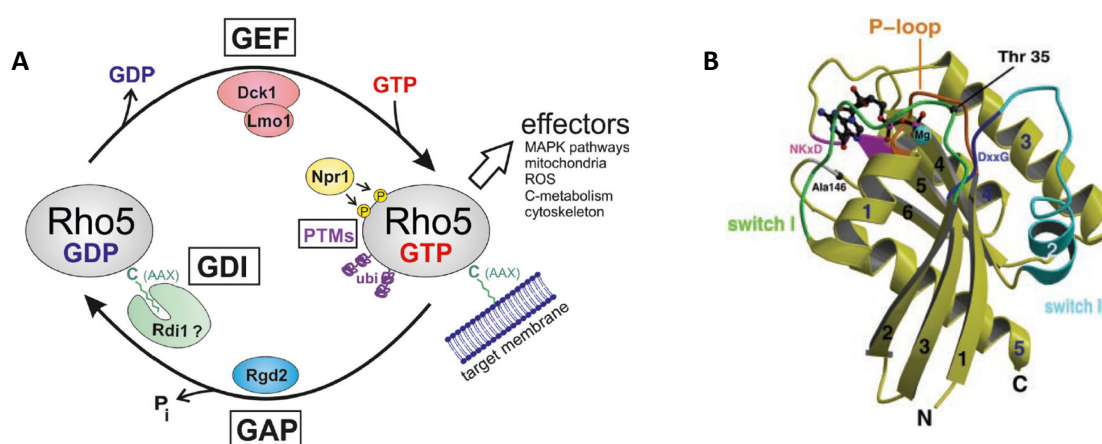 A
GEF
GDP
Dck1
Lmo1
GTP
effectors
MAPK pathways
mitochondria
ROS
C-metabolism
cytoskeleton
Npr1
P
P
PTMs
ubi
Rho5
GDP
Rho5
GTP
GDI
C (AAX)
Rdi1 ?
C (AAX)
target membrane
Rgd2
Pi
GAP
B
P-loop
Thr 35
Mg
NKxD
DxxG
Ala146
switch I
switch I
1
2
3
4
5
6
1
2
3
4
5
N
C